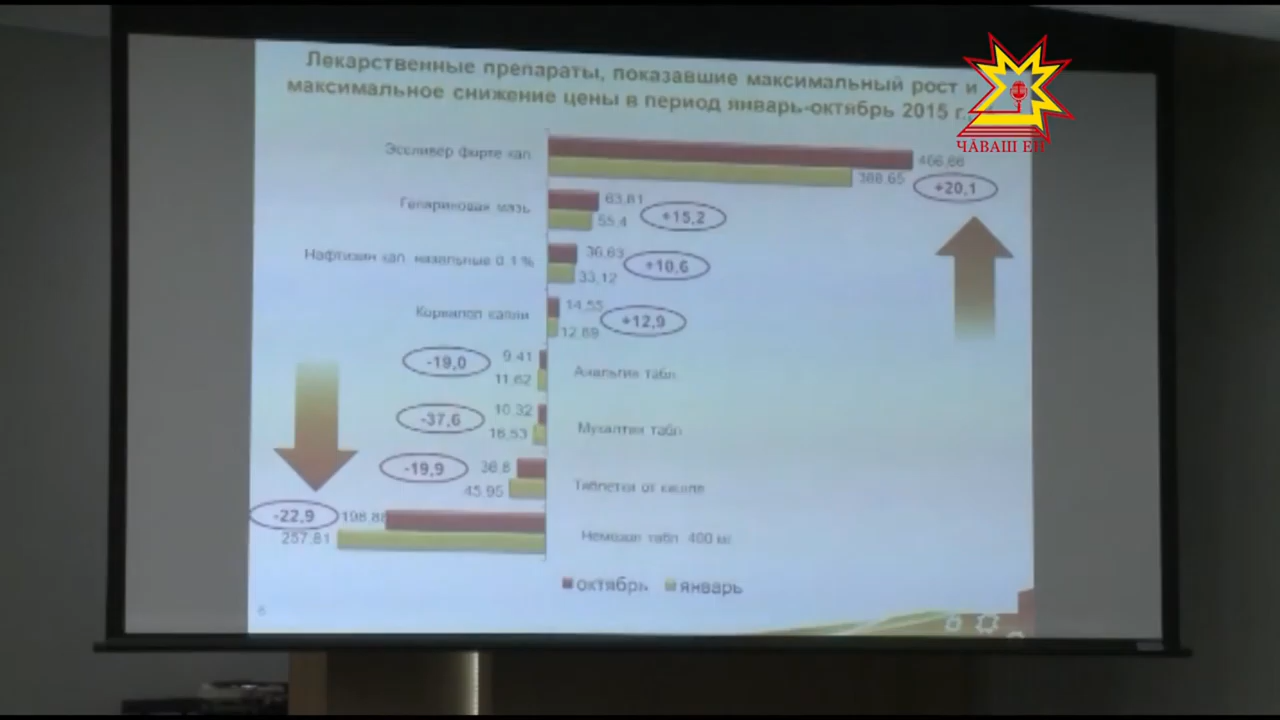 Лекарственные препараты, показавшие максимальный рост и
максимальное снижение цены в период январь-октябрь 2015 г.
ЧĂВАШ ЕН
Эссливер форте кап.
388,65
+20,1
Гепариновая мазь
63,81
55,4
+15,2
Нафтизин кап. назальные 0,1 %
36,63
33,12
+10,6
Корвалол капли
14,55
12,89
+12,9
-19,0
9,41
11,62
Анальгин табл.
-37,6
10,32
16,53
Мукалтин табл.
-19,9
36,8
45,95
Таблетки от кашля
-22,9
198,88
257,81
Немозол табл. 400 мг
октябрь
январь
6